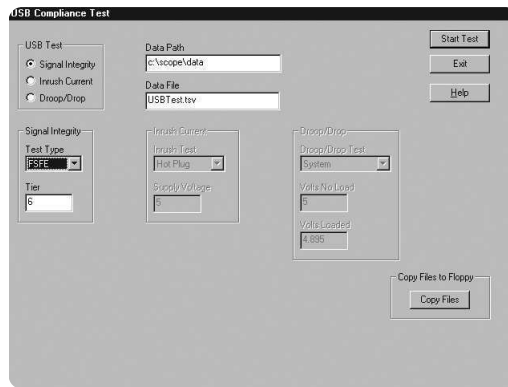 USB Compliance Test
USB Test
Signal Integrity
Inrush Current
Droop/Drop
Data Path
c:\scope\data
Data File
USBTest.tsv
Start Test
Exit
Help
Signal Integrity
Test Type
FSFE
Tier
6
Inrush Current
Inrush Test
Hot Plug
Supply Voltage
5
Droop/Drop
Droop/Drop Test
System
Volts No Load
5
Volts Loaded
4.895
Copy Files to Floppy
Copy Files